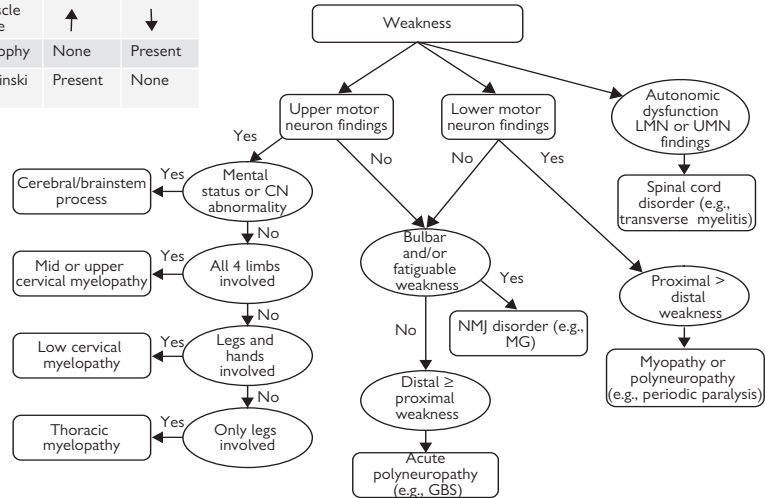 Weakness
Upper motor
neuron findings
Lower motor
neuron findings
Autonomic
dysfunction
LMN or UMN
findings
Yes
No
No
Yes
Mental
status or CN
abnormality
Yes
Cerebral/brainstem
process
Spinal cord
disorder (e.g.,
transverse myelitis)
No
All 4 limbs
involved
Yes
Mid or upper
cervical myelopathy
Bulbar
and/or
fatiguable
weakness
Yes
NMJ disorder (e.g.,
MG)
Proximal >
distal
weakness
No
Legs and
hands
involved
Yes
Low cervical
myelopathy
No
Distal ≥
proximal
weakness
Myopathy or
polyneuropathy
(e.g., periodic paralysis)
No
Only legs
involved
Yes
Thoracic
myelopathy
Acute
polyneuropathy
(e.g., GBS)
None Present
Present None